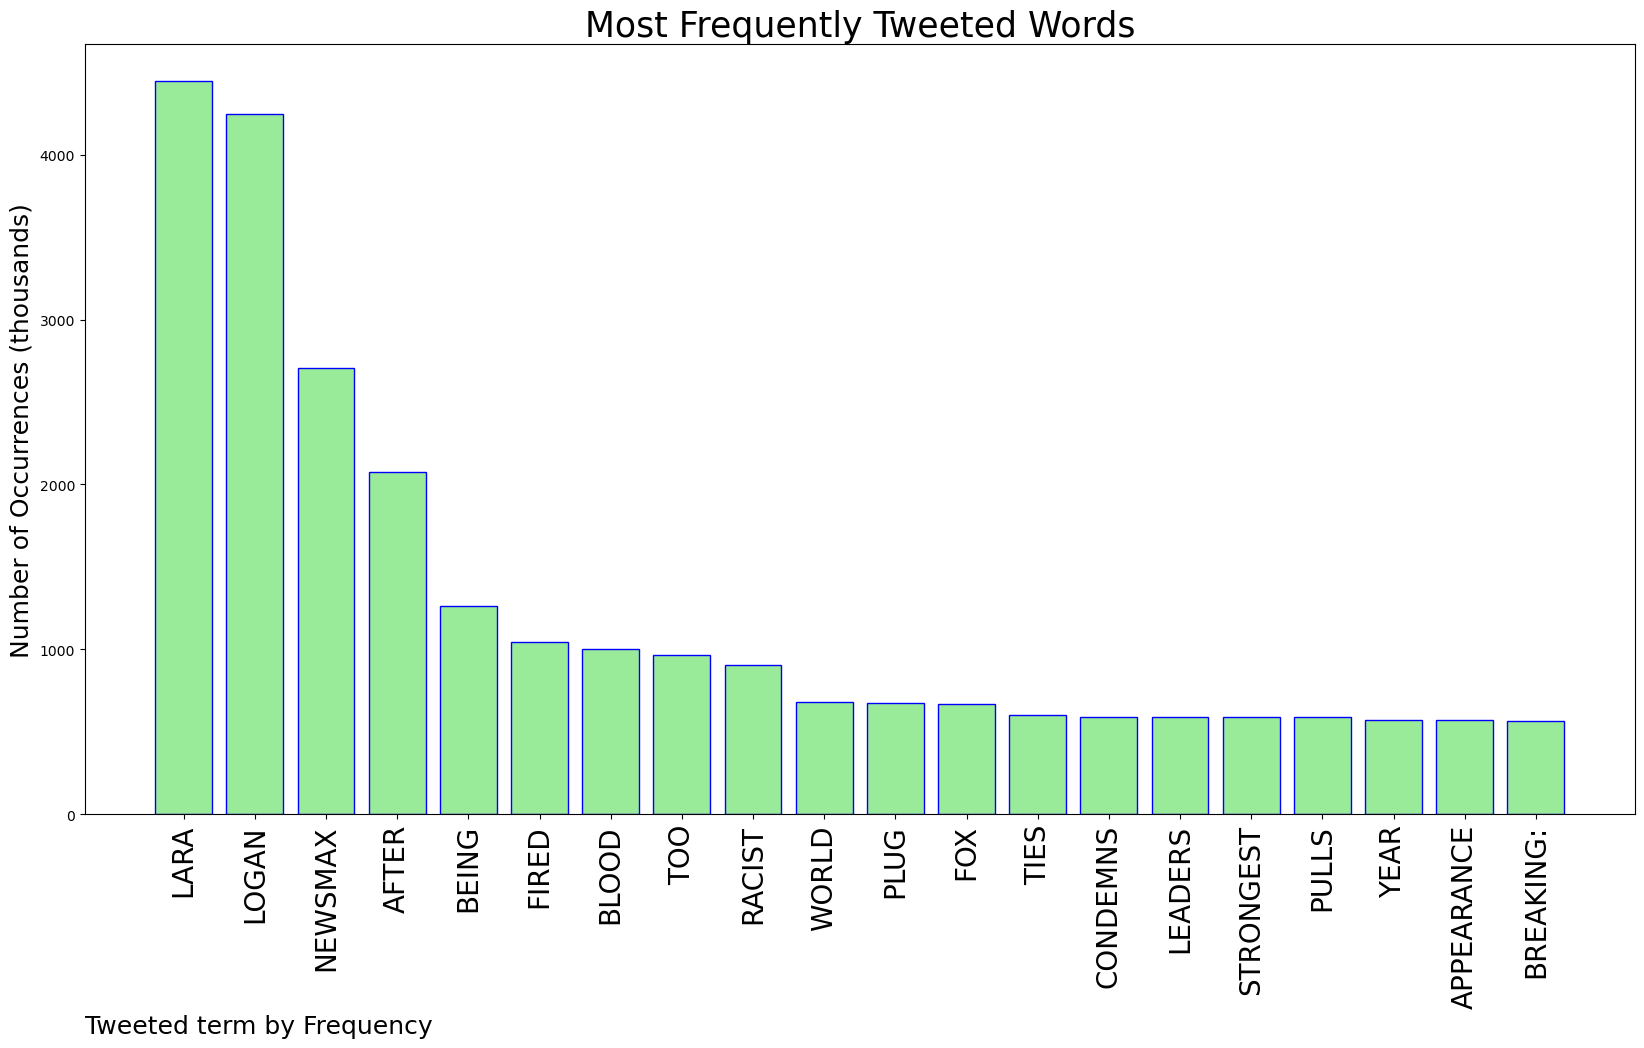 Most Frequently Tweeted Words
Number of Occurrences (thousands)
4000
3000
2000
1000
0
LARA
LOGAN
NEWSMAX
AFTER
BEING
FIRED
BLOOD
TOO
RACIST
WORLD
PLUG
FOX
TIES
CONDEMNS
LEADERS
STRONGEST
PULLS
YEAR
APPEARANCE
BREAKING:
Tweeted term by Frequency